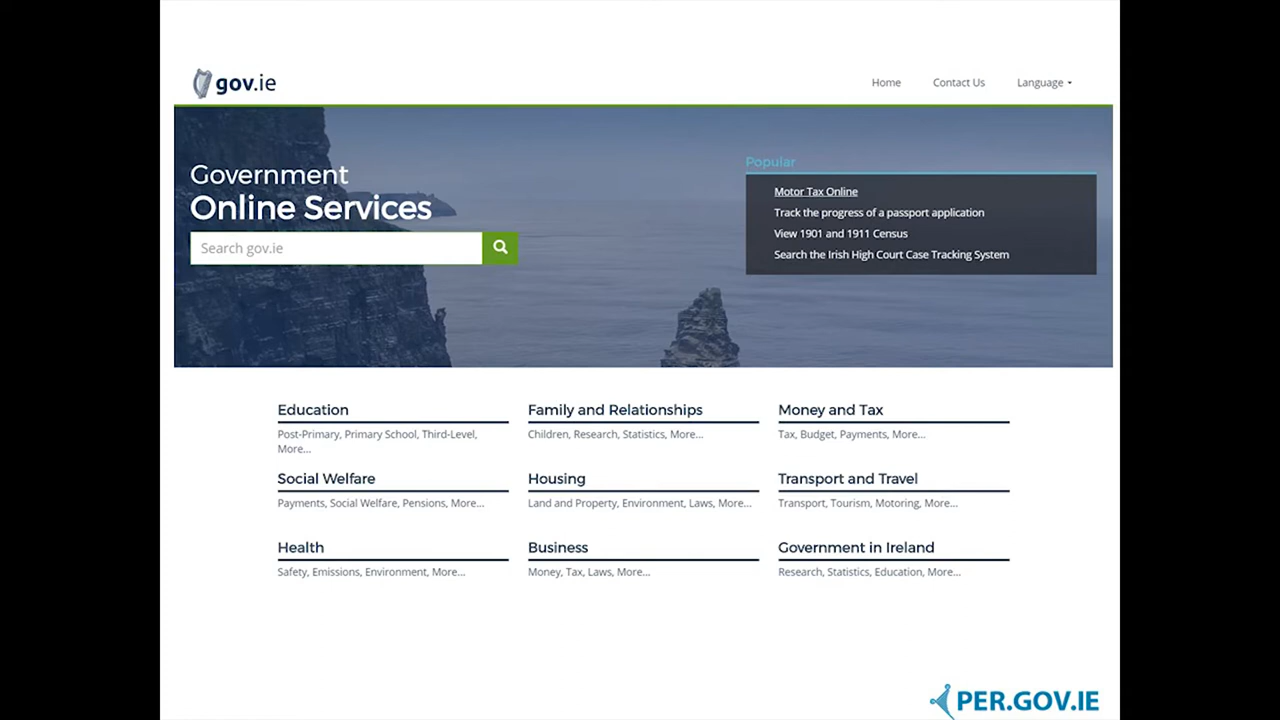 gov.ie
Home
Contact Us
Language
Government
Online Services
Search gov.ie
Popular
Motor Tax Online
Track the progress of a passport application
View 1901 and 1911 Census
Search the Irish High Court Case Tracking System
Education
Post-Primary, Primary School, Third-Level,
More...
Family and Relationships
Children, Research, Statistics, More...
Money and Tax
Tax, Budget, Payments, More...
Social Welfare
Payments, Social Welfare, Pensions, More...
Housing
Land and Property, Environment, Laws, More...
Transport and Travel
Transport, Tourism, Motoring, More...
Health
Safety, Emissions, Environment, More...
Business
Money, Tax, Laws, More...
Government in Ireland
Research, Statistics, Education, More...
PER.GOV.IE